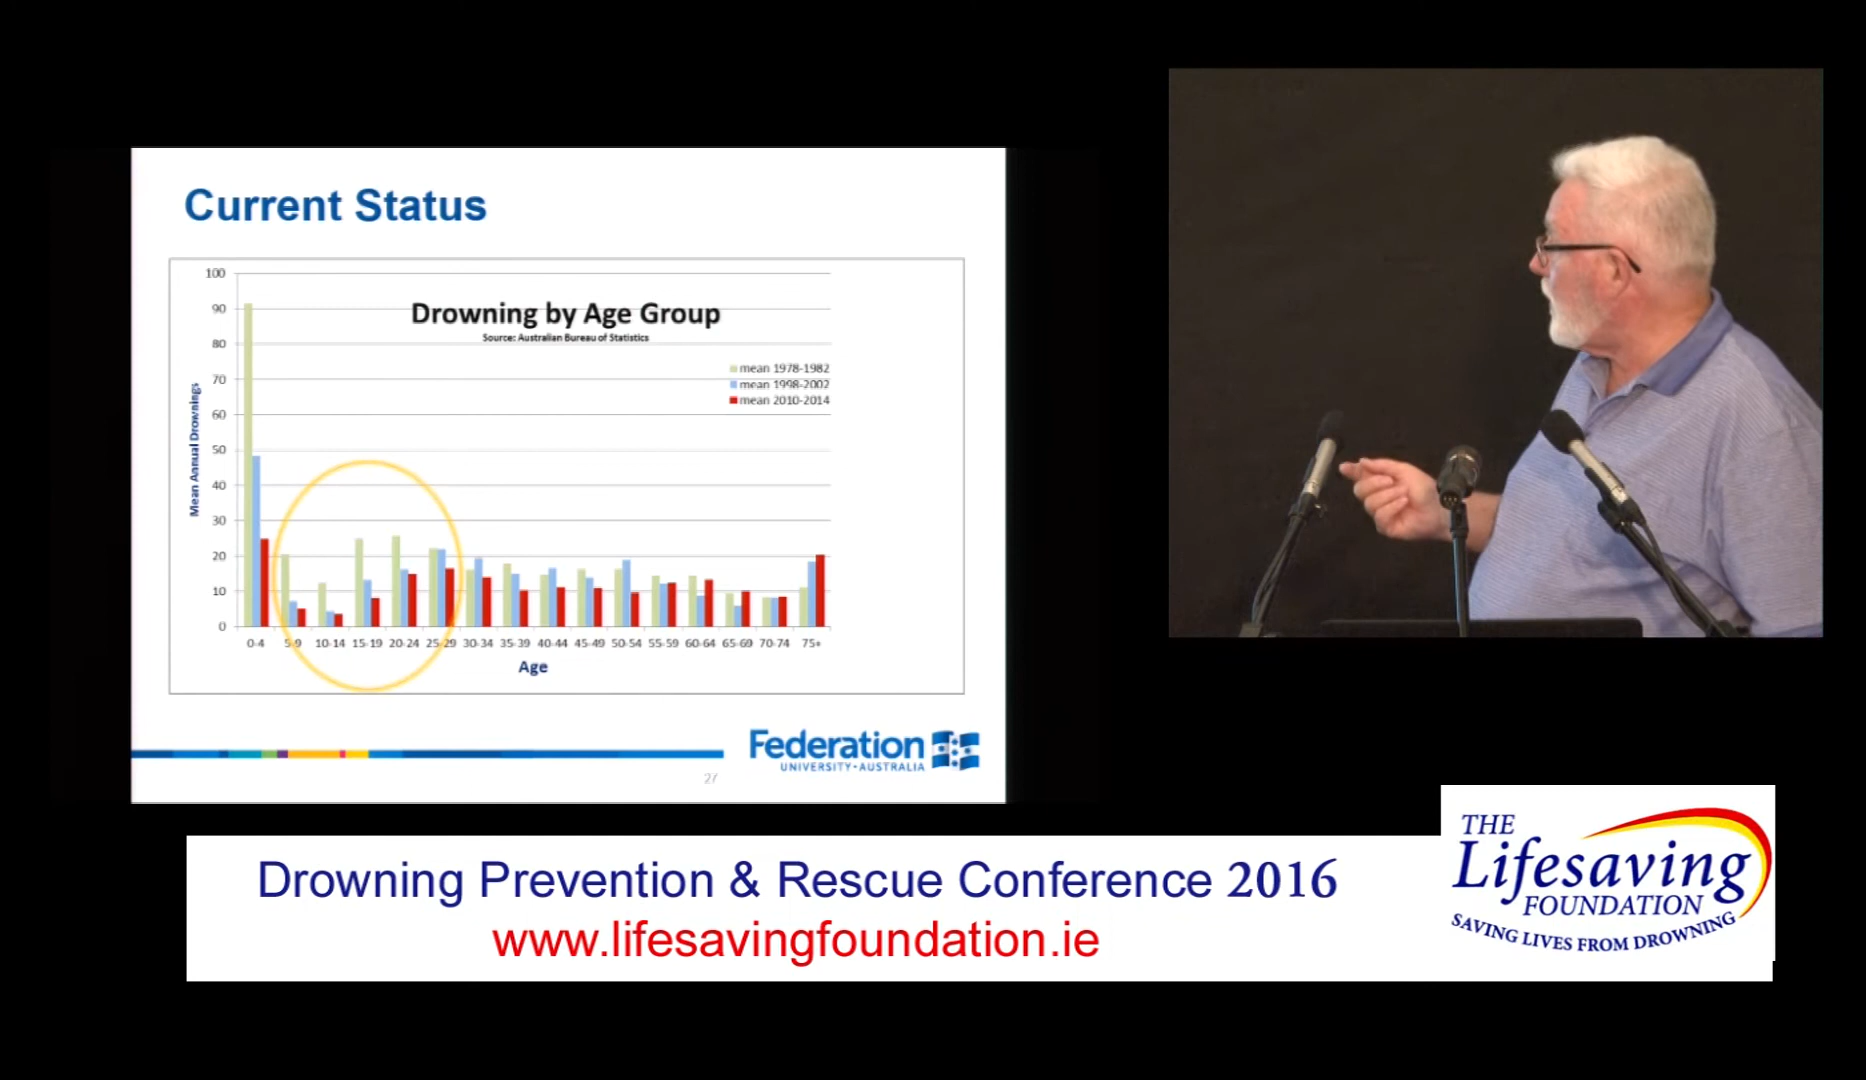 Current Status
100
90
80
70
60
50
40
30
20
10
0
Mean Annual Drownings
Drowning by Age Group
Source: Australian Bureau of Statistics
mean 1978-1982
mean 1998-2002
mean 2010-2014
0-4 5-9 10-14 15-19 20-24 25-29 30-34 35-39 40-44 45-49 50-54 55-59 60-64 65-69 70-74 75+
Age
Federation
UNIVERSITY • AUSTRALIA
27
Drowning Prevention & Rescue Conference 2016
www.lifesavingfoundation.ie
THE
Lifesaving
FOUNDATION
SAVING LIVES FROM DROWNING